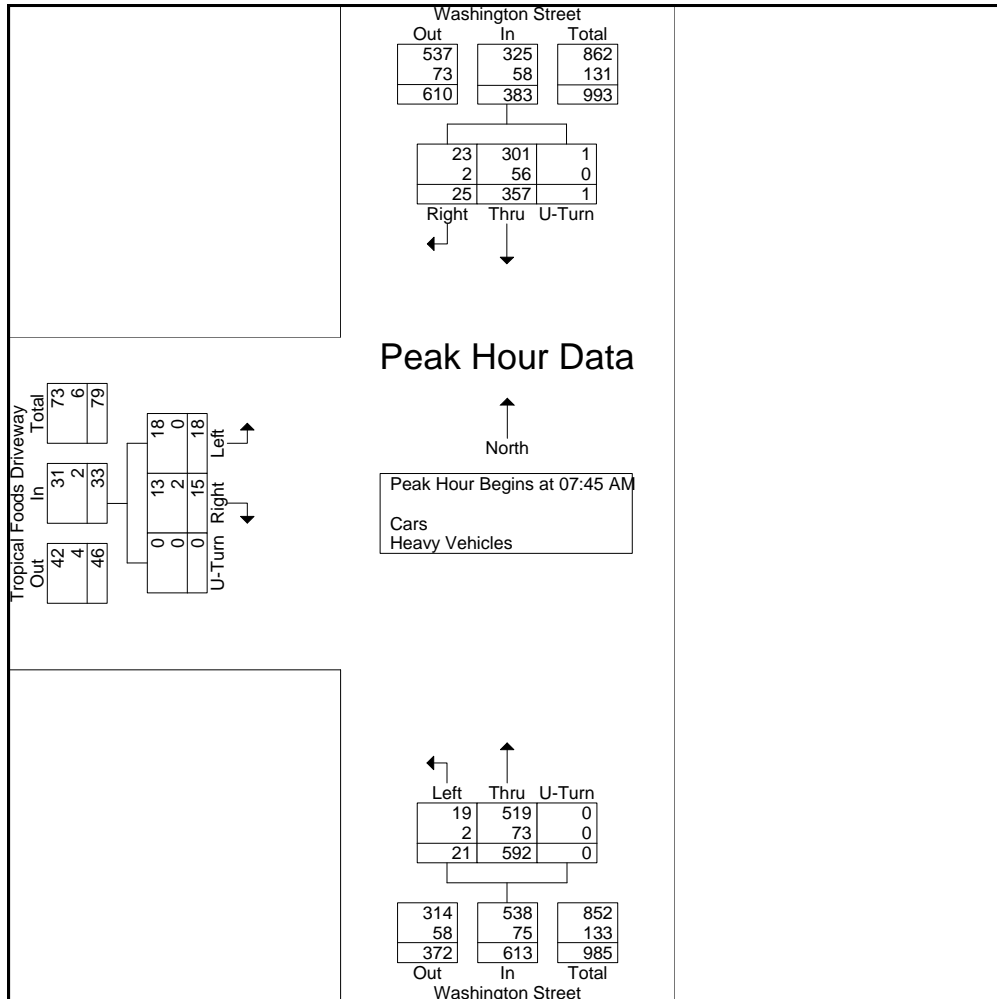 Washington Street
Out In Total
537 325 862
73 58 131
610 383 993
23 301 1
2 56 0
25 357 1
Right Thru U-Turn
Peak Hour Data
North
Peak Hour Begins at 07:45 AM
Cars
Heavy Vehicles
Tropical Foods Driveway
Out In Total
42 31 73
4 2 6
46 33 79
0 13 18
0 2 0
0 15 18
U-Turn Right Left
Left Thru U-Turn
19 519 0
2 73 0
21 592 0
314 538 852
58 75 133
372 613 985
Out In Total
Washington Street